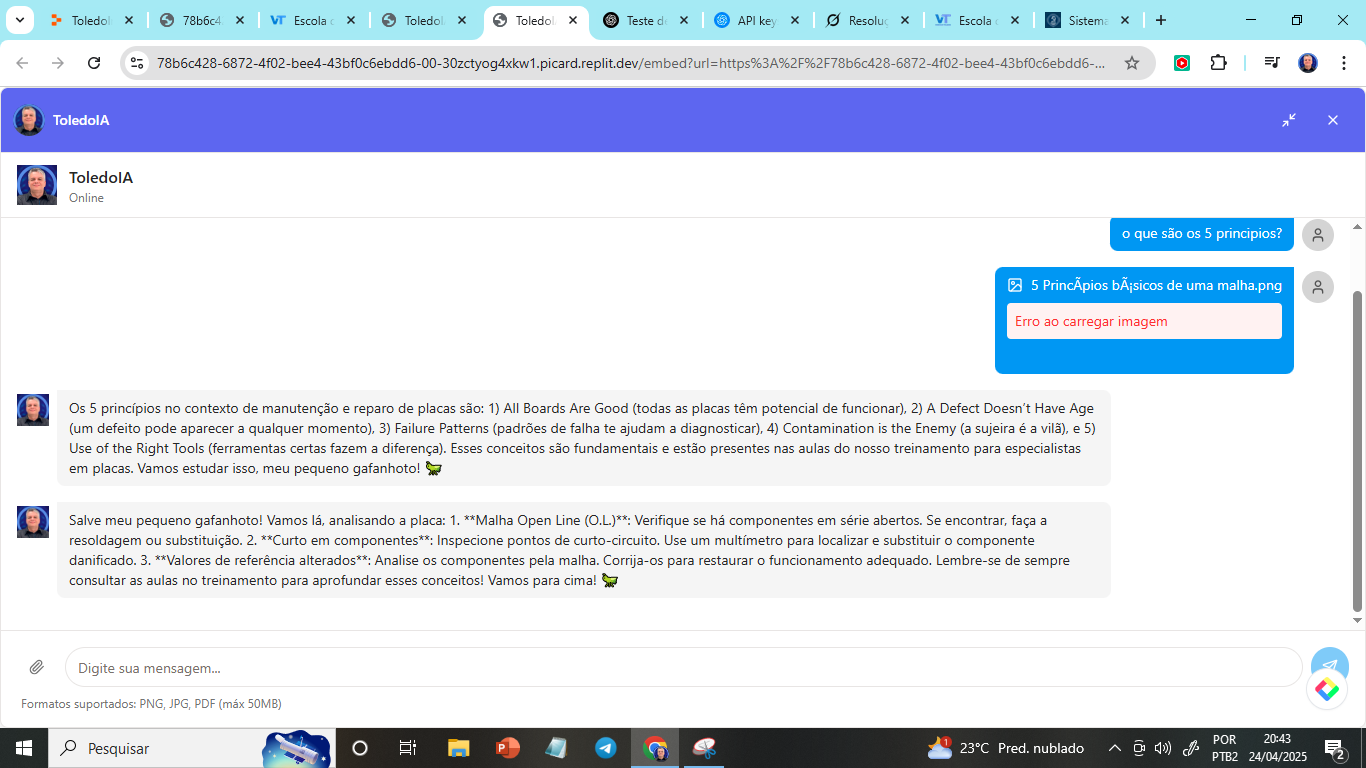 Toledol
78b6c4
Escola
Toledol
Toledol
Teste de
API key
Resoluç
Escola
Sistema
78b6c428-6872-4f02-bee4-43bf0c6ebdd6-00-30zctyog4xkw1.picard.replit.dev/embed?url=https%3A%2F%2F78b6c428-6872-4f02-bee4-43bf0c6ebdd6-...
ToledoIA
ToledoIA
Online
o que são os 5 principios?
5 PrincÃpios bÃ¡sicos de uma malha.png
Erro ao carregar imagem
Os 5 princípios no contexto de manutenção e reparo de placas são: 1) All Boards Are Good (todas as placas têm potencial de funcionar), 2) A Defect Doesn't Have Age
(um defeito pode aparecer a qualquer momento), 3) Failure Patterns (padrões de falha te ajudam a diagnosticar), 4) Contamination is the Enemy (a sujeira é a vilã), e 5)
Use of the Right Tools (ferramentas certas fazem a diferença). Esses conceitos são fundamentais e estão presentes nas aulas do nosso treinamento para especialistas
em placas. Vamos estudar isso, meu pequeno gafanhoto! 🦗
Salve meu pequeno gafanhoto! Vamos lá, analisando a placa: 1. **Malha Open Line (O.L.)**: Verifique se há componentes em série abertos. Se encontrar, faça a
resoldagem ou substituição. 2. **Curto em componentes**: Inspecione pontos de curto-circuito. Use um multímetro para localizar e substituir o componente
danificado. 3. **Valores de referência alterados**: Analise os componentes pela malha. Corrija-os para restaurar o funcionamento adequado. Lembre-se de sempre
consultar as aulas no treinamento para aprofundar esses conceitos! Vamos para cima! 🦗
Digite sua mensagem...
Formatos suportados: PNG, JPG, PDF (máx 50MB)
Pesquisar
23°C Pred. nublado
POR
PTB2
20:43
24/04/2025
2